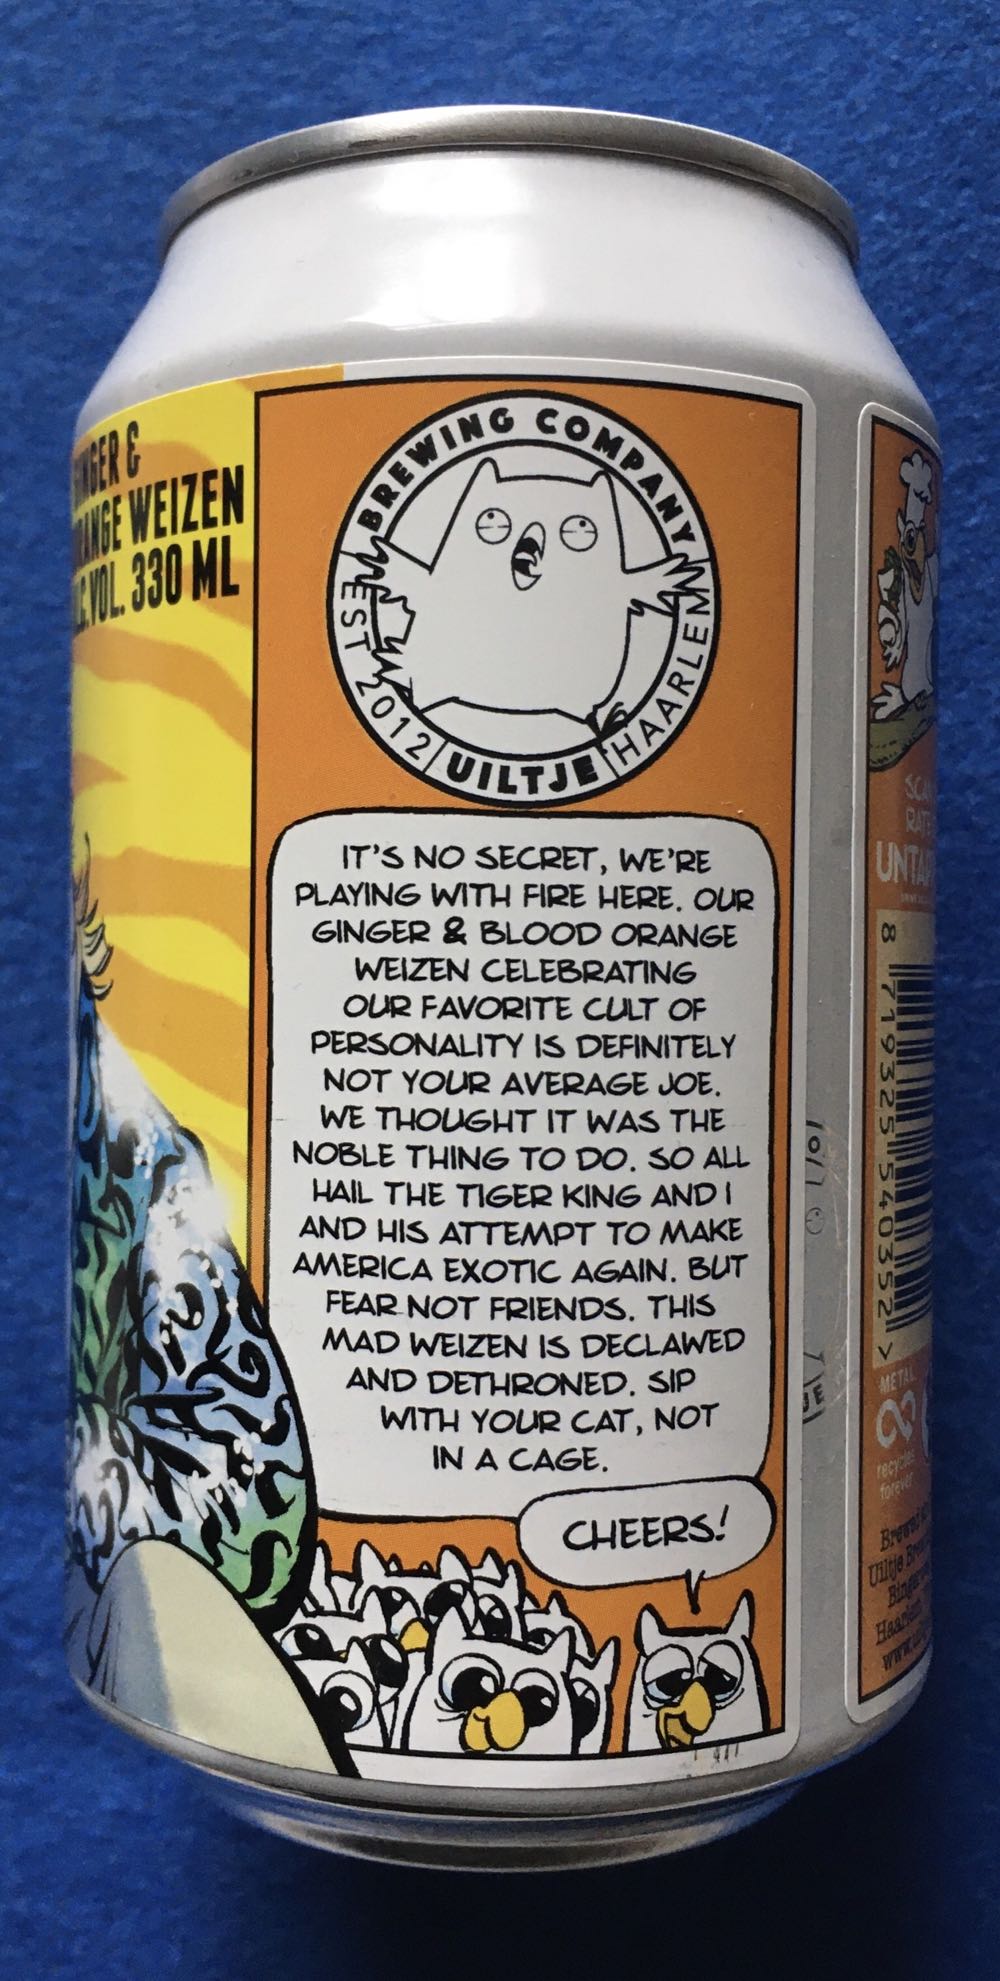 & 
WEIZEN
VOL. 330 ML
BREWING COMPANY
EST 2012
UILTJE
HAARLEM
IT'S NO SECRET, WE'RE
PLAYING WITH FIRE HERE. OUR
GINGER & BLOOD ORANGE
WEIZEN CELEBRATING
OUR FAVORITE CULT OF
PERSONALITY IS DEFINITELY
NOT YOUR AVERAGE JOE.
WE THOUGHT IT WAS THE
NOBLE THING TO DO. SO ALL
HAIL THE TIGER KING AND I
AND HIS ATTEMPT TO MAKE
AMERICA EXOTIC AGAIN. BUT
FEAR NOT FRIENDS. THIS
MAD WEIZEN IS DECLAWED
AND DETHRONED. SIP
WITH YOUR CAT, NOT
IN A CAGE.
CHEERS!
8 719325 540352 >
METAL
recycles
forever
Uiltje